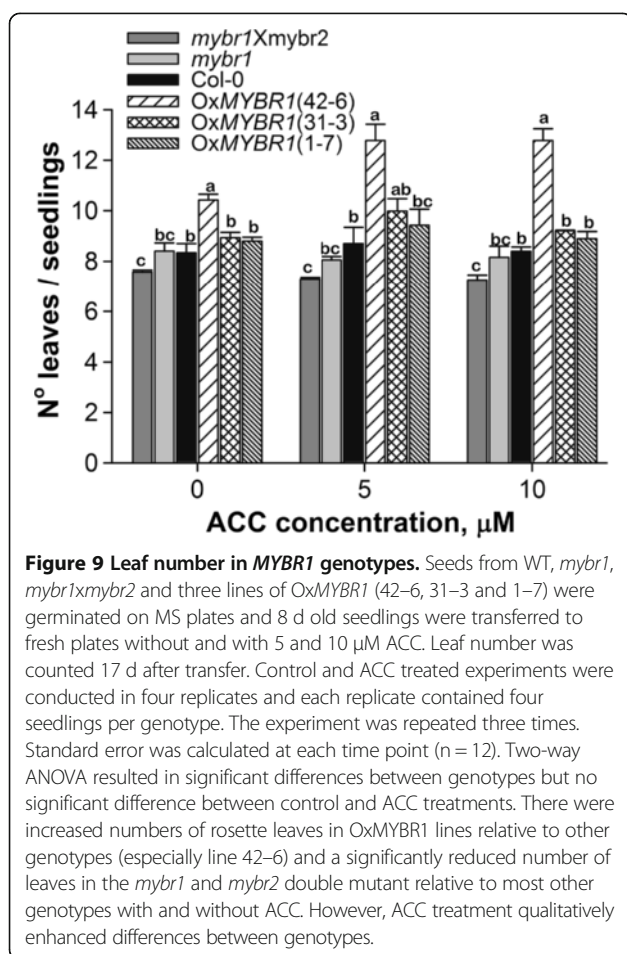 mybr1Xmybr2
mybr1
Col-0
OxMYBR1(42-6)
OxMYBR1(31-3)
OxMYBR1(1-7)
14
12
10
8
6
4
2
0
N° leaves / seedlings
c
bc
b
a
b
b
c
bc
b
a
ab
bc
c
bc
b
a
b
b
0
5
10
ACC concentration, µM
Figure 9 Leaf number in MYBR1 genotypes. Seeds from WT, mybr1,
mybr1xmybr2 and three lines of OxMYBR1 (42–6, 31–3 and 1–7) were
germinated on MS plates and 8 d old seedlings were transferred to
fresh plates without and with 5 and 10 µM ACC. Leaf number was
counted 17 d after transfer. Control and ACC treated experiments were
conducted in four replicates and each replicate contained four
seedlings per genotype. The experiment was repeated three times.
Standard error was calculated at each time point (n = 12). Two-way
ANOVA resulted in significant differences between genotypes but no
significant difference between control and ACC treatments. There were
increased numbers of rosette leaves in OxMYBR1 lines relative to other
genotypes (especially line 42–6) and a significantly reduced number of
leaves in the mybr1 and mybr2 double mutant relative to most other
genotypes with and without ACC. However, ACC treatment qualitatively
enhanced differences between genotypes.